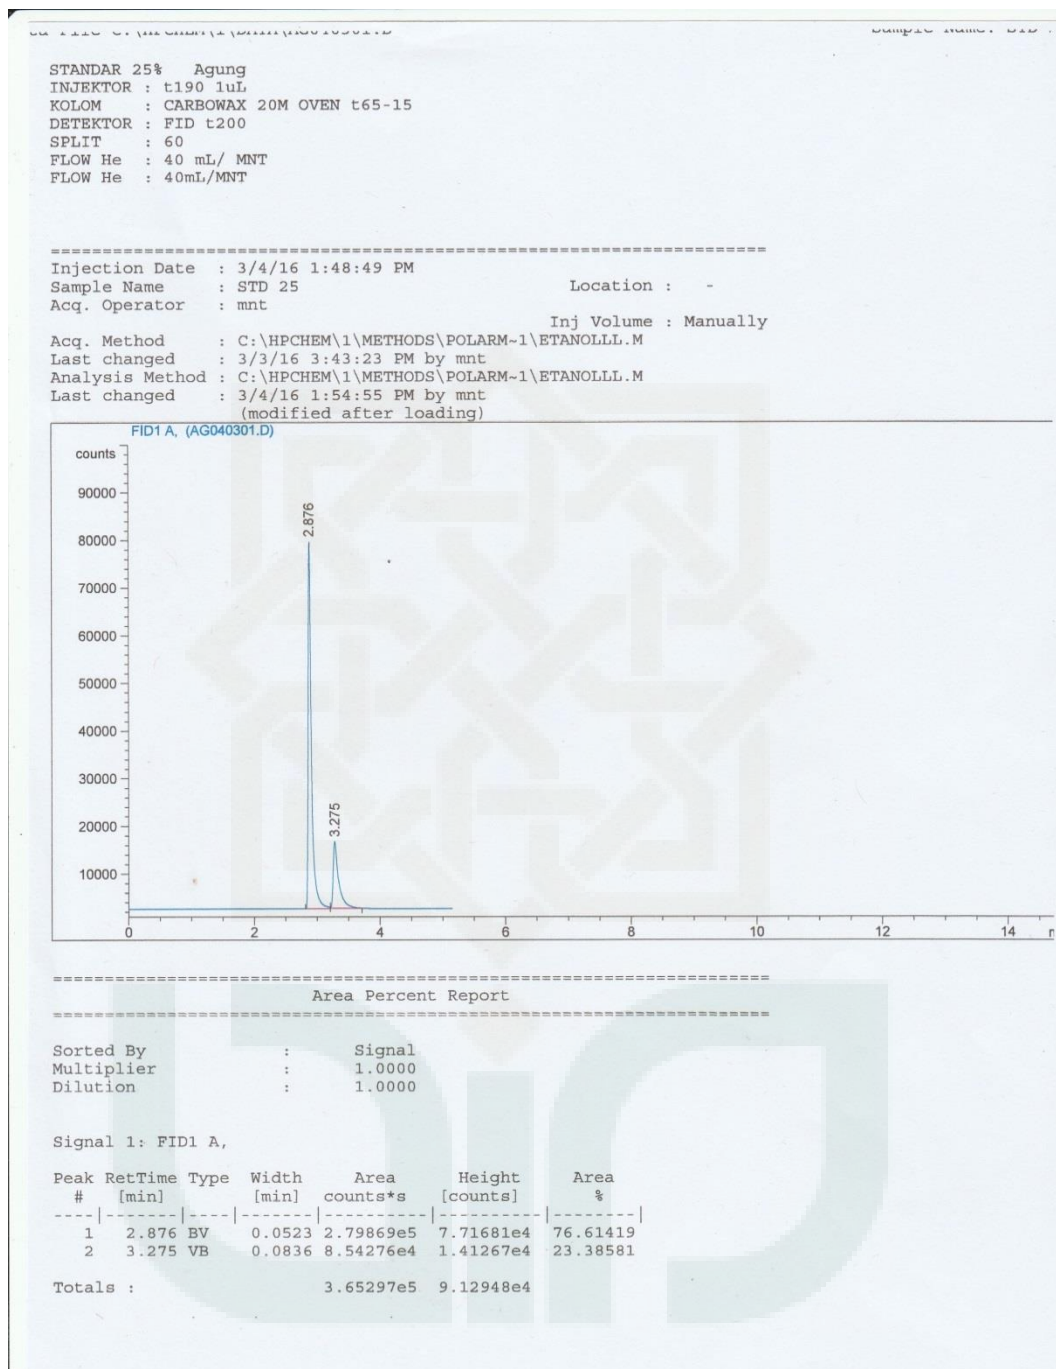 STANDAR 25% Agung
INJEKTOR : t190 1uL
KOLOM : CARBOWAX 20M OVEN t65-15
DETEKTOR : FID t200
SPLIT : 60
FLOW He : 40 mL/ MNT
FLOW He : 40mL/MNT
=====================================================================
Injection Date : 3/4/16 1:48:49 PM
Sample Name : STD 25 Location : -
Acq. Operator : mnt
Inj Volume : Manually
Acq. Method : C:\HPCHEM\1\METHODS\POLARM~1\ETANOLLL.M
Last changed : 3/3/16 3:43:23 PM by mnt
Analysis Method : C:\HPCHEM\1\METHODS\POLARM~1\ETANOLLL.M
Last changed : 3/4/16 1:54:55 PM by mnt
(modified after loading)
FID1 A, (AG040301.D)
counts
90000
80000
70000
60000
50000
40000
30000
20000
10000
2.876
3.275
0 2 4 6 8 10 12 14
=====================================================================
Area Percent Report
=====================================================================
Sorted By : Signal
Multiplier : 1.0000
Dilution : 1.0000
Signal 1: FID1 A,
Peak RetTime Type Width Area Height Area
# [min] [min] counts*s [counts] %
----|-------|----|-------|----------|----------|--------|
1 2.876 BV 0.0523 2.79869e5 7.71681e4 76.61419
2 3.275 VB 0.0836 8.54276e4 1.41267e4 23.38581
Totals : 3.65297e5 9.12948e4